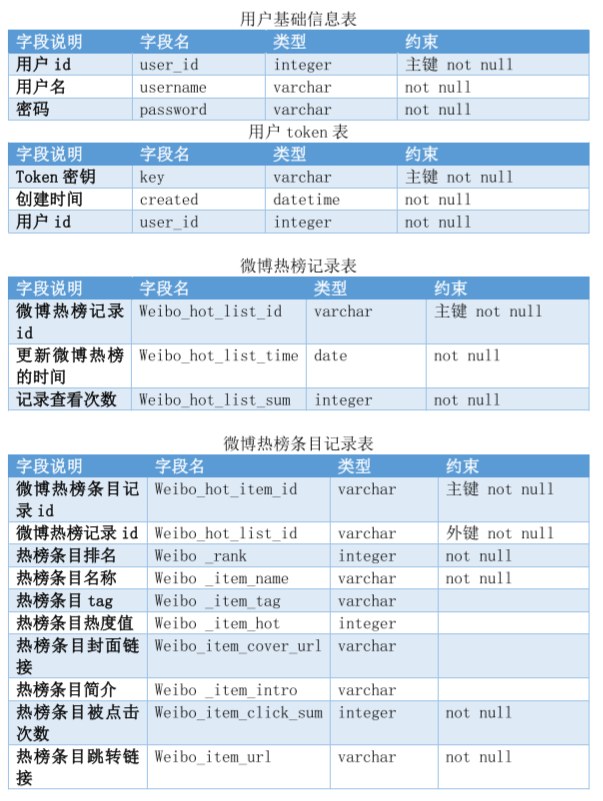 用户基础信息表
字段说明 字段名 类型 约束
用户 id user_id integer 主键 not null
用户名 username varchar not null
密码 password varchar not null
用户 token 表
字段说明 字段名 类型 约束
Token 密钥 key varchar 主键 not null
创建时间 created datetime not null
用户 id user_id integer not null
微博热榜记录表
字段说明 字段名 类型 约束
微博热榜记录 Weibo_hot_list_id varchar 主键 not null
id
更新微博热榜 Weibo_hot_list_time date not null
的时间
记录查看次数 Weibo_hot_list_sum integer not null
微博热榜条目记录表
字段说明 字段名 类型 约束
微博热榜条目记 Weibo_hot_item_id varchar 主键 not null
录 id
微博热榜记录 id Weibo_hot_list_id varchar 外键 not null
热榜条目排名 Weibo _rank integer not null
热榜条目名称 Weibo _item_name varchar not null
热榜条目 tag Weibo _item_tag varchar
热榜条目热度值 Weibo _item_hot integer
热榜条目封面链 Weibo_item_cover_url varchar
接
热榜条目简介 Weibo _item_intro varchar
热榜条目被点击 Weibo_item_click_sum integer not null
次数
热榜条目跳转链 Weibo_item_url varchar not null
接